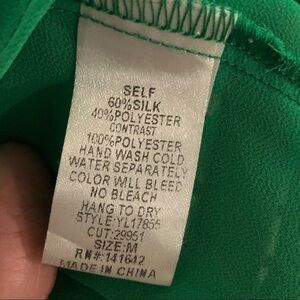 SELF
60%SILK
40%POLYESTER
CONTRAST
100%POLYESTER
HAND WASH COLD
WATER SEPARATELY
COLOR WILL BLEED
NO BLEACH
HANG TO DRY
STYLE:YL17855
CUT:29951
SIZE:M
RN#:141642
MADE IN CHINA